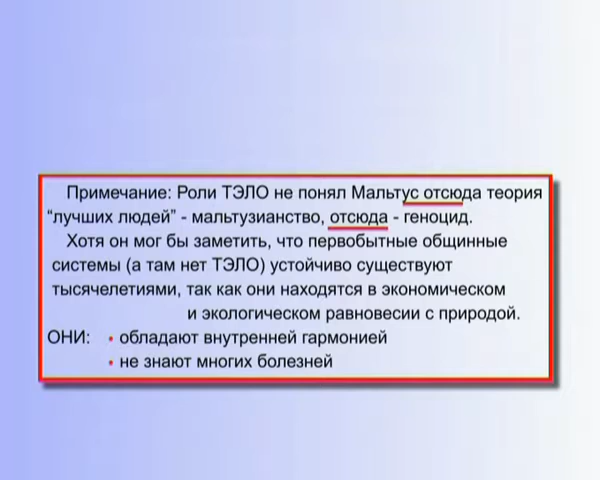 Примечание: Роли ТЭЛО не понял Мальтус отсюда теория
“лучших людей” - мальтузианство, отсюда - геноцид.
Хотя он мог бы заметить, что первобытные общинные
системы (а там нет ТЭЛО) устойчиво существуют
тысячелетиями, так как они находятся в экономическом
и экологическом равновесии с природой.
ОНИ: • обладают внутренней гармонией
• не знают многих болезней